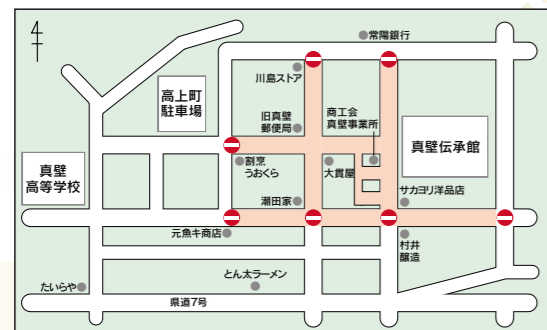 4
常陽銀行
川島ストア
高上町
駐車場
旧真壁
郵便局
商工会
真壁事業所
真壁伝承館
真壁
高等学校
割烹
うおくら
大貫屋
潮田家
サカヨリ洋品店
元魚キ商店
村井
醸造
たいらや
とん太ラーメン
県道7号